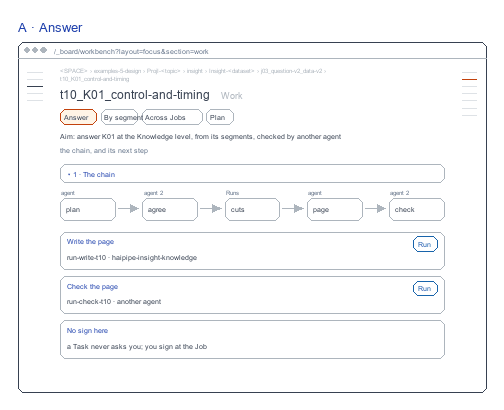 A · Answer
/_board/workbench?layout=focus&section=work
<SPACE> › examples-5-design › Proj-<topic> › insight › Insight-<dataset> › j03_question-v2_data-v2 ›
t10_K01_control-and-timing
t10_K01_control-and-timing Work
Answer By segment Across Jobs Plan
Aim: answer K01 at the Knowledge level, from its segments, checked by another agent
the chain, and its next step
• 1 · The chain
agent agent 2 Runs agent agent 2
plan agree cuts page check
Write the page Run
run-write-t10 · haipipe-insight-knowledge
Check the page Run
run-check-t10 · another agent
No sign here
a Task never asks you; you sign at the Job